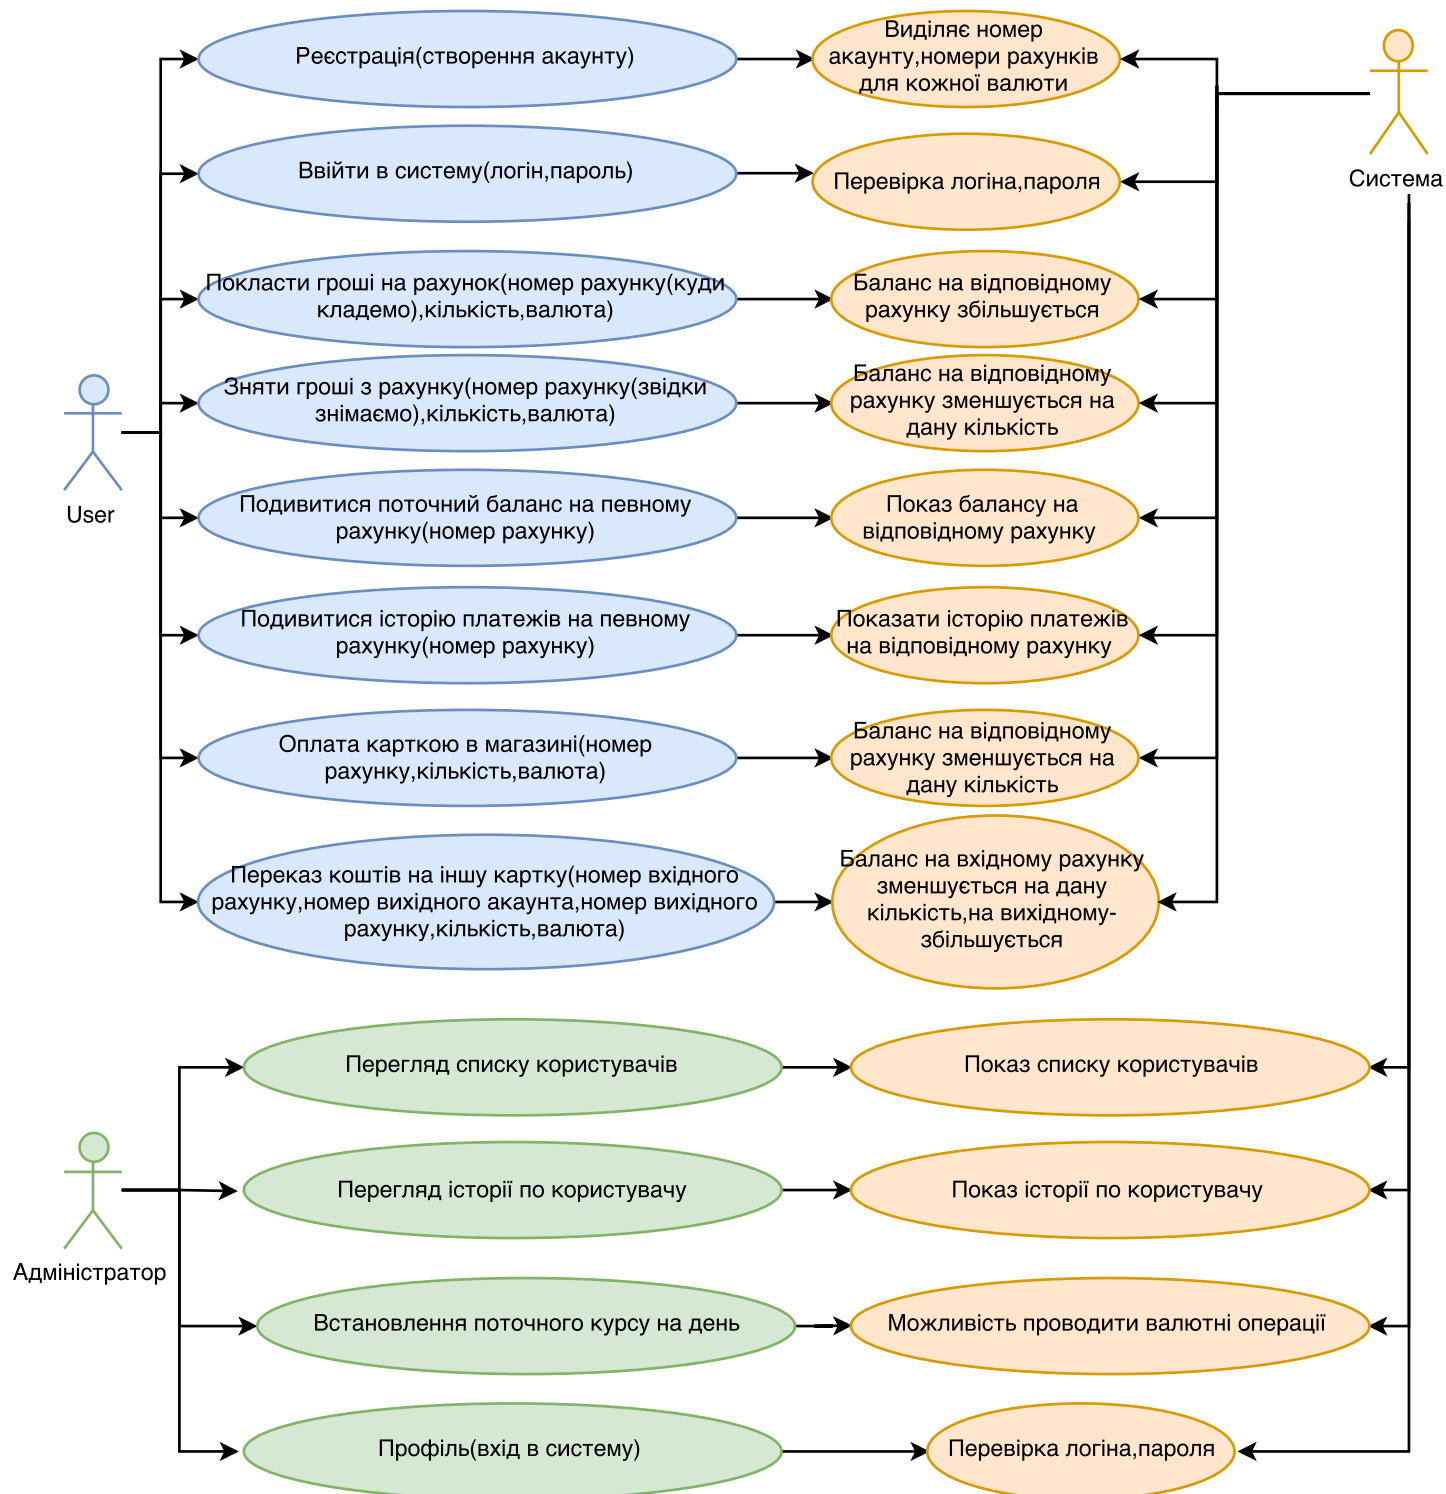 Реєстрація(створення акаунту)
Виділяє номер
акаунту,номери рахунків
для кожної валюти
Система
Ввійти в систему(логін,пароль)
Перевірка логіна,пароля
Покласти гроші на рахунок(номер рахунку(куди
кладемо),кількість,валюта)
Баланс на відповідному
рахунку збільшується
Зняти гроші з рахунку(номер рахунку(звідки
знімаємо),кількість,валюта)
Баланс на відповідному
рахунку зменшується на
дану кількість
User
Подивитися поточний баланс на певному
рахунку(номер рахунку)
Показ балансу на
відповідному рахунку
Подивитися історію платежів на певному
рахунку(номер рахунку)
Показати історію платежів
на відповідному рахунку
Оплата карткою в магазині(номер
рахунку,кількість,валюта)
Баланс на відповідному
рахунку зменшується на
дану кількість
Переказ коштів на іншу картку(номер вхідного
рахунку,номер вихідного акаунта,номер вихідного
рахунку,кількість,валюта)
Баланс на вхідному рахунку
зменшується на дану
кількість,на вихідному-
збільшується
Перегляд списку користувачів
Показ списку користувачів
Адміністратор
Перегляд історії по користувачу
Показ історії по користувачу
Встановлення поточного курсу на день
Можливість проводити валютні операції
Профіль(вхід в систему)
Перевірка логіна,пароля